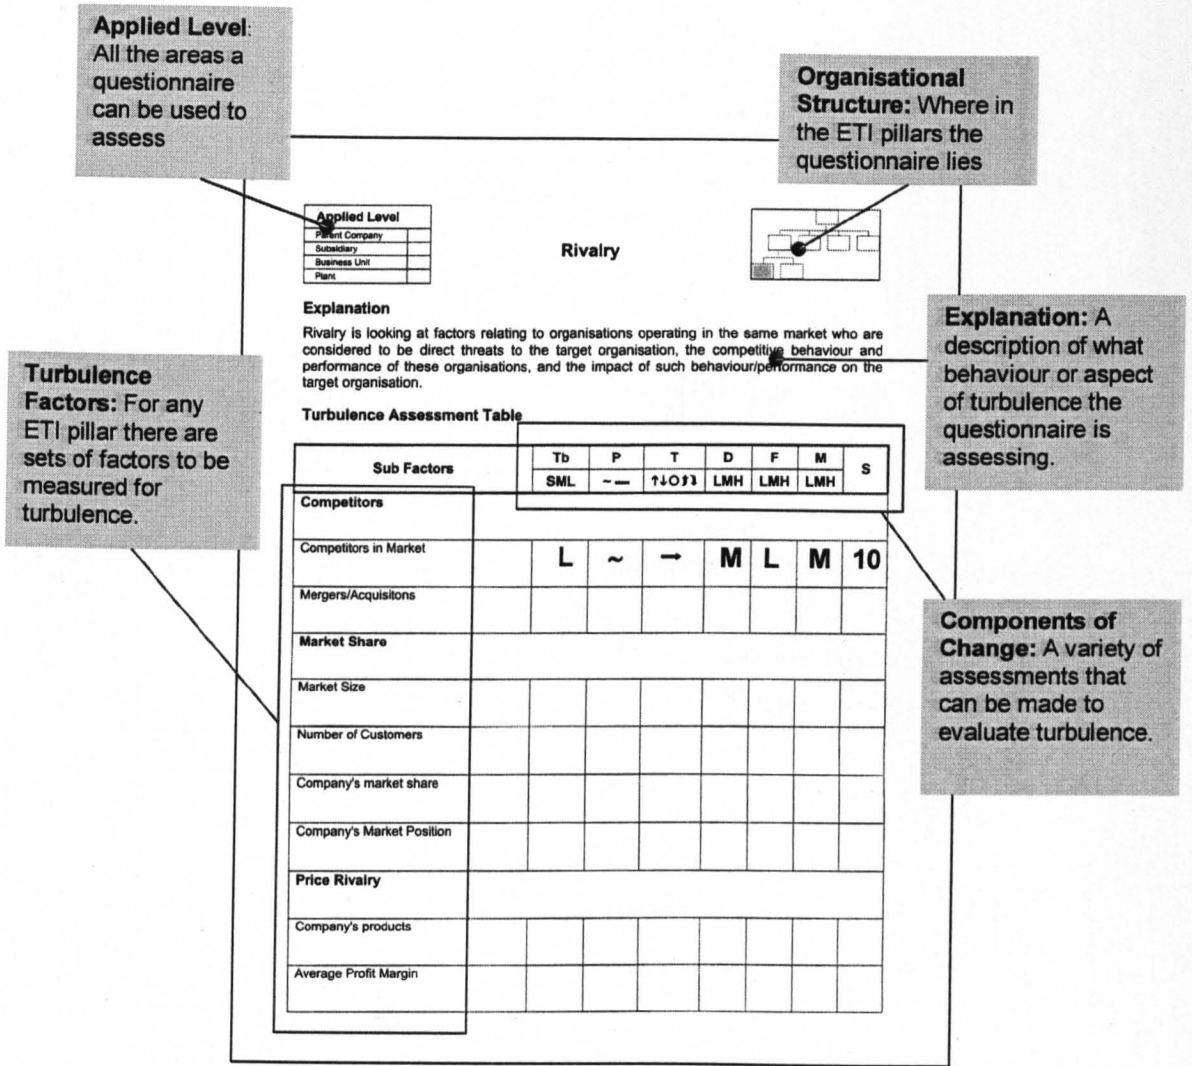 Applied Level:
All the areas a
questionnaire
can be used to
assess
Organisational
Structure: Where in
the ETI pillars the
questionnaire lies
Applied Level
Parent Company
Subsidiary
Business Unit
Plant
Rivalry
Explanation
Rivalry is looking at factors relating to organisations operating in the same market who are
considered to be direct threats to the target organisation, the competitive behaviour and
performance of these organisations, and the impact of such behaviour/performance on the
target organisation.
Explanation: A
description of what
behaviour or aspect
of turbulence the
questionnaire is
assessing.
Turbulence
Factors: For any
ETI pillar there are
sets of factors to be
measured for
turbulence.
Turbulence Assessment Table
Sub Factors Tb P T D F M S
SML ~ — ↑↓O⮍⮏ LMH LMH LMH
Competitors
Competitors in Market L ~ → M L M 10
Mergers/Acquisitons
Market Share
Market Size
Number of Customers
Company's market share
Company's Market Position
Price Rivalry
Company's products
Average Profit Margin
Components of
Change: A variety of
assessments that
can be made to
evaluate turbulence.